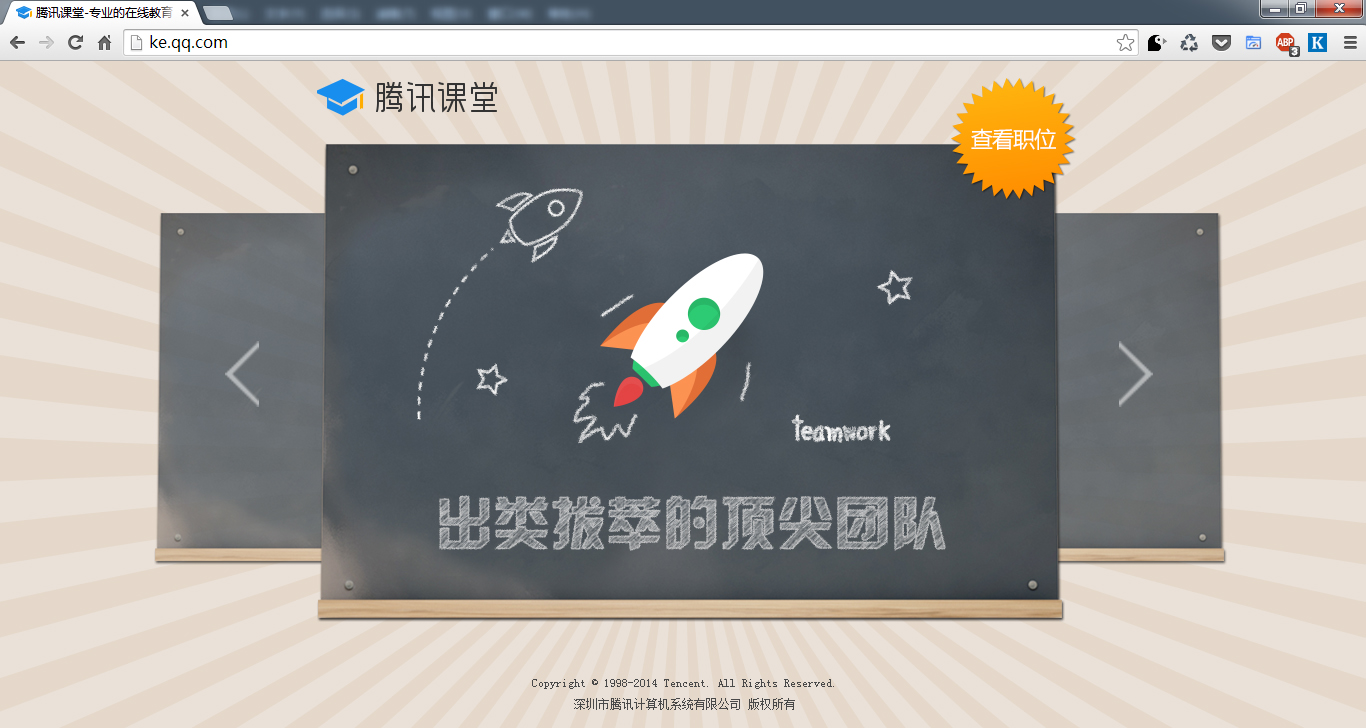 腾讯课堂-专业的在线教育
ke.qq.com
ABP
3
K
腾讯课堂
查看职位
teamwork
出类拔萃的顶尖团队
Copyright © 1998-2014 Tencent. All Rights Reserved.
深圳市腾讯计算机系统有限公司 版权所有